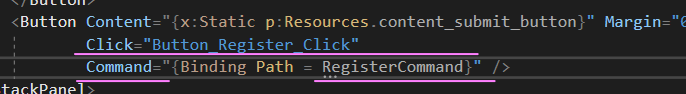 </Button>
<Button Content="{x:Static p:Resources.content_submit_button}" Margin="
Click="Button_Register_Click"
Command="{Binding Path = RegisterCommand}" />
tackPanel>